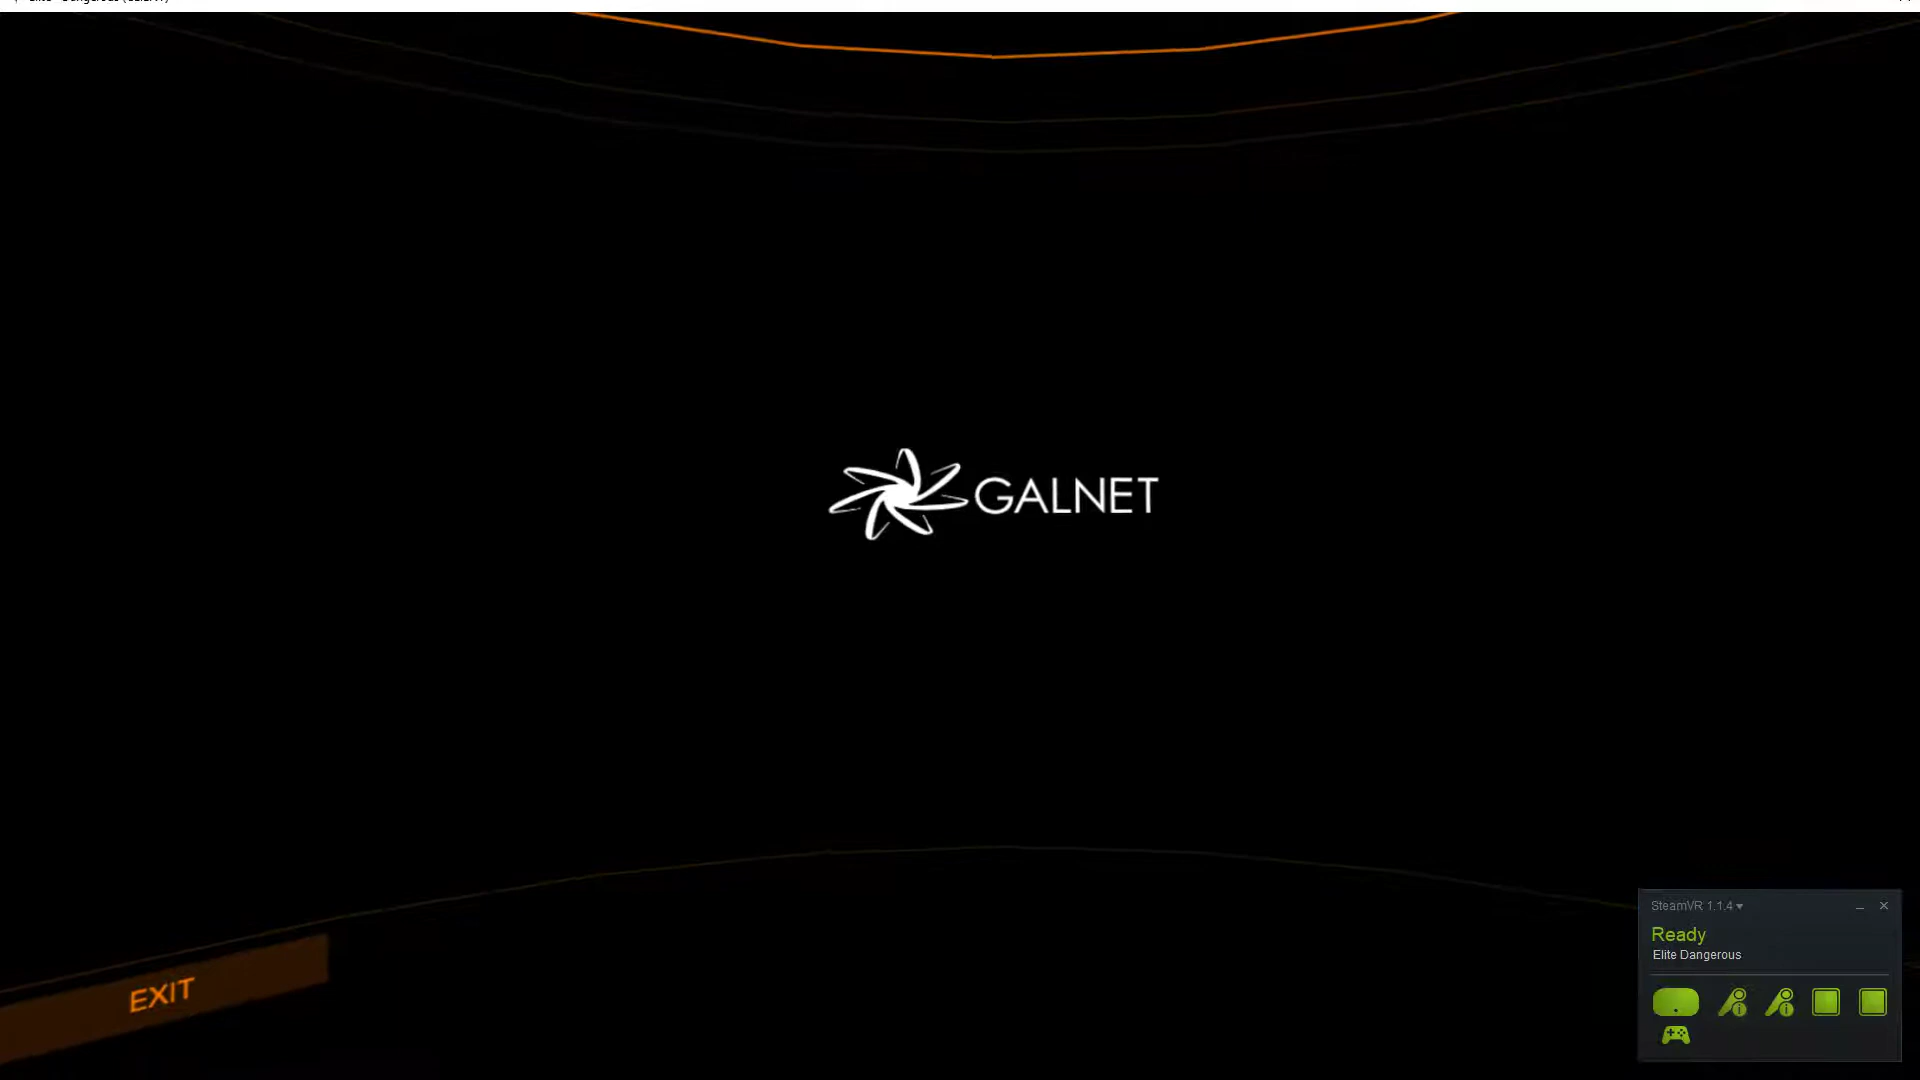 GALNET
EXIT
SteamVR 1.1.4
Ready
Elite Dangerous